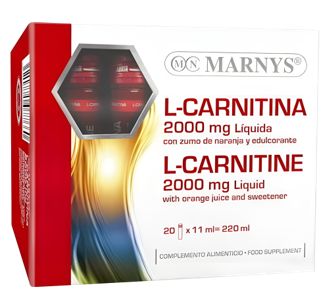 MN MARNYS®
L-CARNITINA
2000 mg Líquida
con zumo de naranja y edulcorante
L-CARNITINE
2000 mg Liquid
with orange juice and sweetener
20 x 11 ml= 220 ml
COMPLEMENTO ALIMENTICIO • FOOD SUPPLEMENT